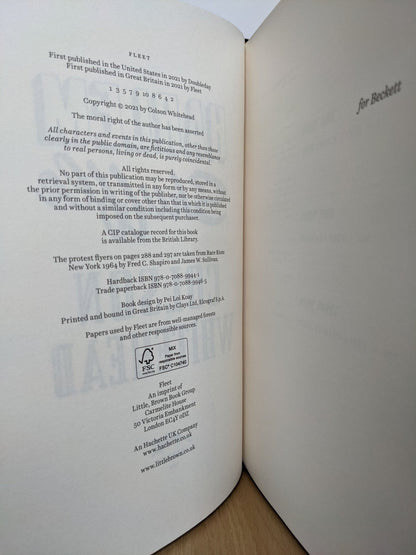 FLEET
First published in the United States in 2021 by Doubleday
First published in Great Britain in 2021 by Fleet
1 3 5 7 9 10 8 6 4 2
Copyright © 2021 by Colson Whitehead
The moral right of the author has been asserted
All characters and events in this publication, other than those
clearly in the public domain, are fictitious and any resemblance
to real persons, living or dead, is purely coincidental.
All rights reserved.
No part of this publication may be reproduced, stored in a
retrieval system, or transmitted in any form or by any means, without
the prior permission in writing of the publisher, nor be otherwise circulated
in any form of binding or cover other than that in which it is published
and without a similar condition including this condition being
imposed on the subsequent purchaser.
A CIP catalogue record for this book
is available from the British Library.
The protest flyers on pages 288 and 297 are taken from Race Riots:
New York 1964 by Fred C. Shapiro and James W. Sullivan.
Hardback ISBN 978-0-7088-9944-1
Trade paperback ISBN 978-0-7088-9946-5
Book design by Pei Loi Koay
Printed and bound in Great Britain by Clays Ltd, Elcograf S.p.A.
Papers used by Fleet are from well-managed forests
and other responsible sources.
FSC
www.fsc.org
MIX
Paper from
responsible sources
FSC® C104740
Fleet
An imprint of
Little, Brown Book Group
Carmelite House
50 Victoria Embankment
London EC4Y 0DZ
An Hachette UK Company
www.hachette.co.uk
www.littlebrown.co.uk
for Beckett